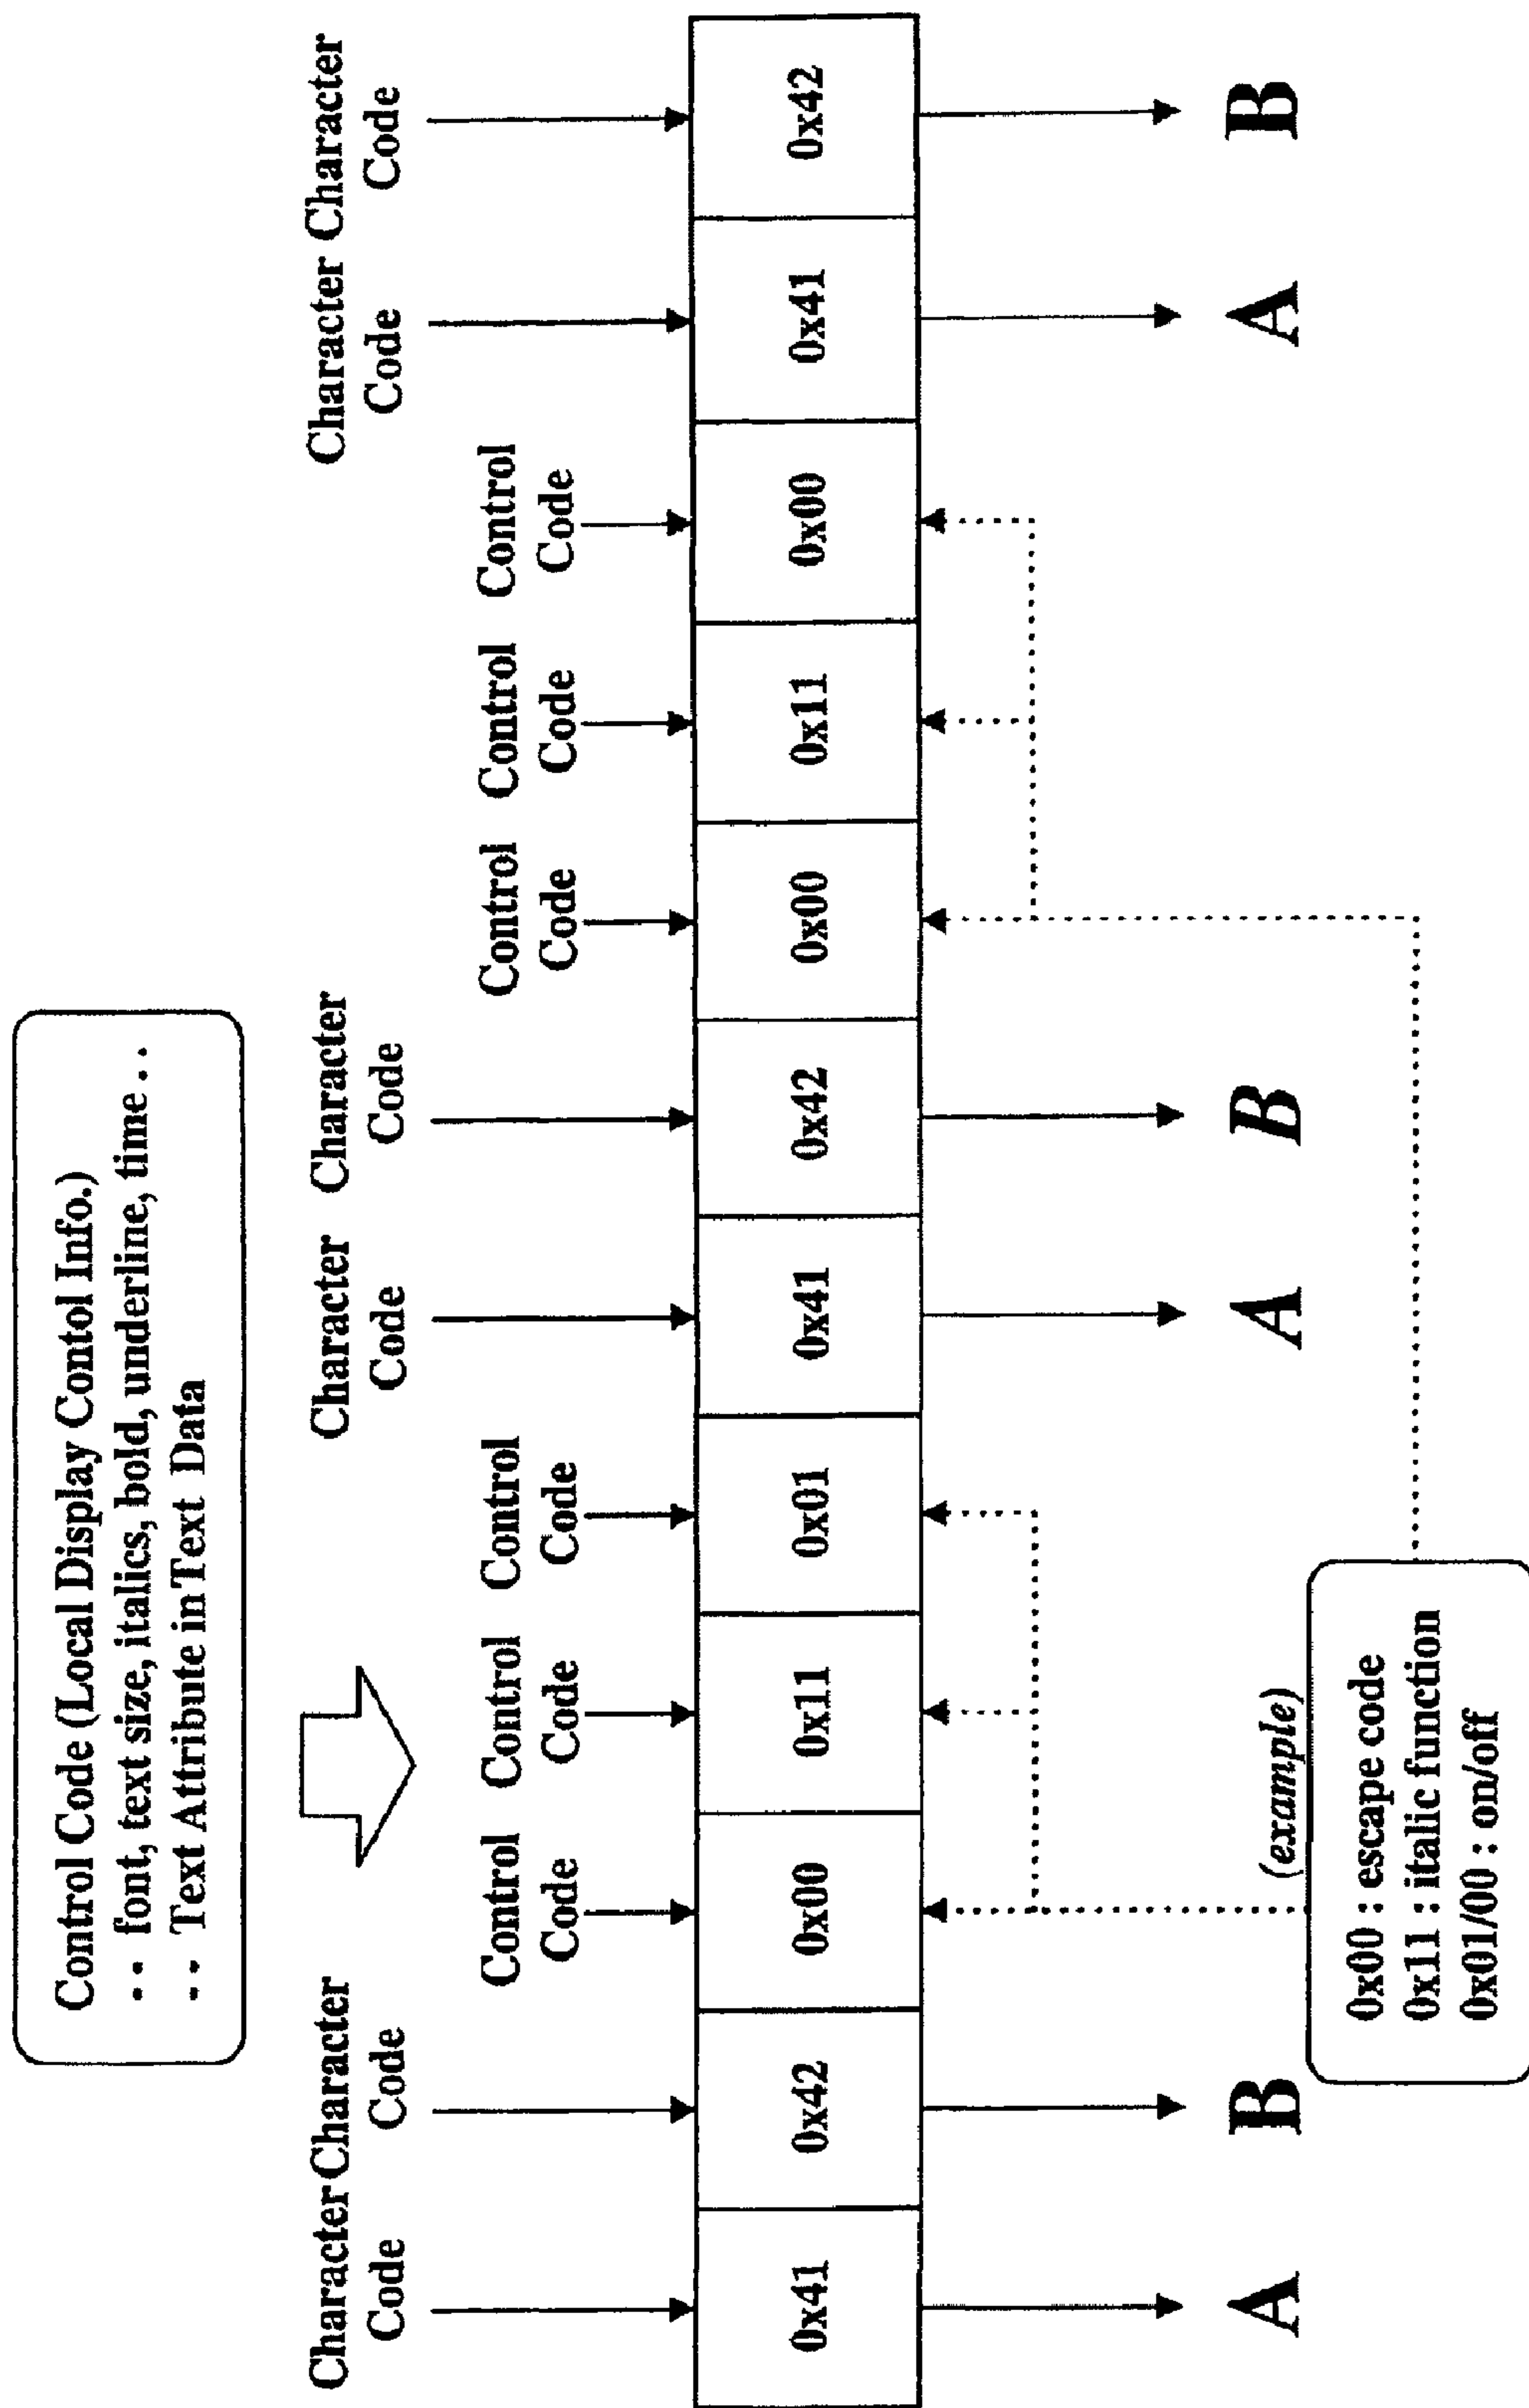 Control Code (Local Display Contol Info.)
-- font, text size, italics, bold, underline, time . .
-- Text Attribute in Text Data
Character Character Control Control Control Character Character Control Control Control Character Character
Code Code Code Code Code Code Code Code Code Code Code Code
0x41 0x42 0x00 0x11 0x01 0x41 0x42 0x00 0x11 0x00 0x41 0x42
A B A B A B
(example)
0x00 : escape code
0x11 : italic function
0x01/00 : on/off